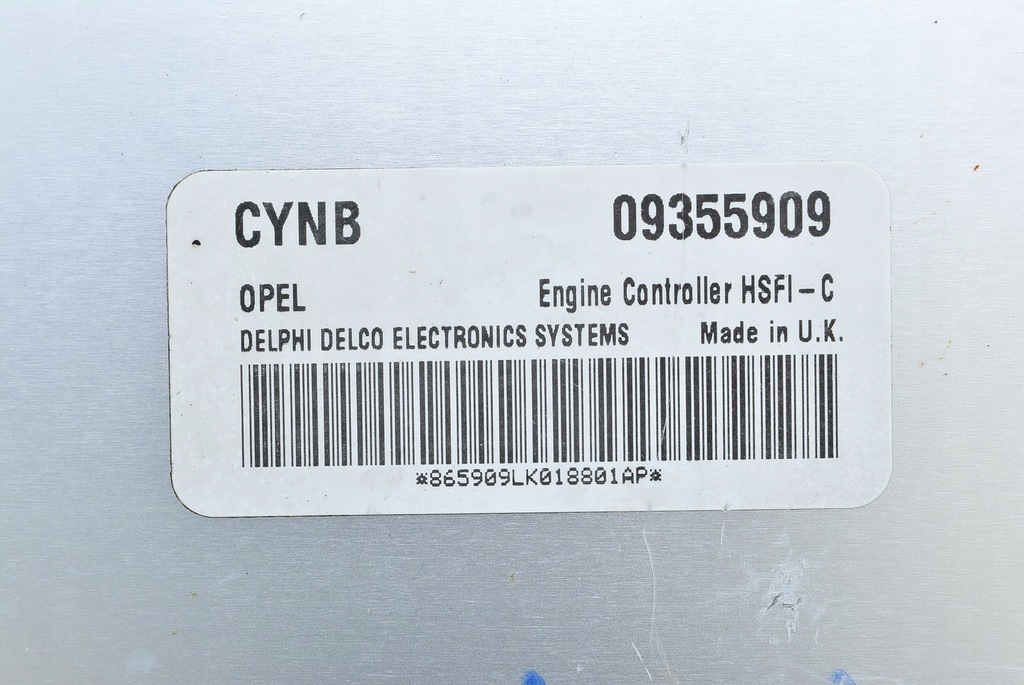 CYNB 09355909
OPEL Engine Controller HSFI-C
DELPHI DELCO ELECTRONICS SYSTEMS Made in U.K.
*865909LK018801AP*